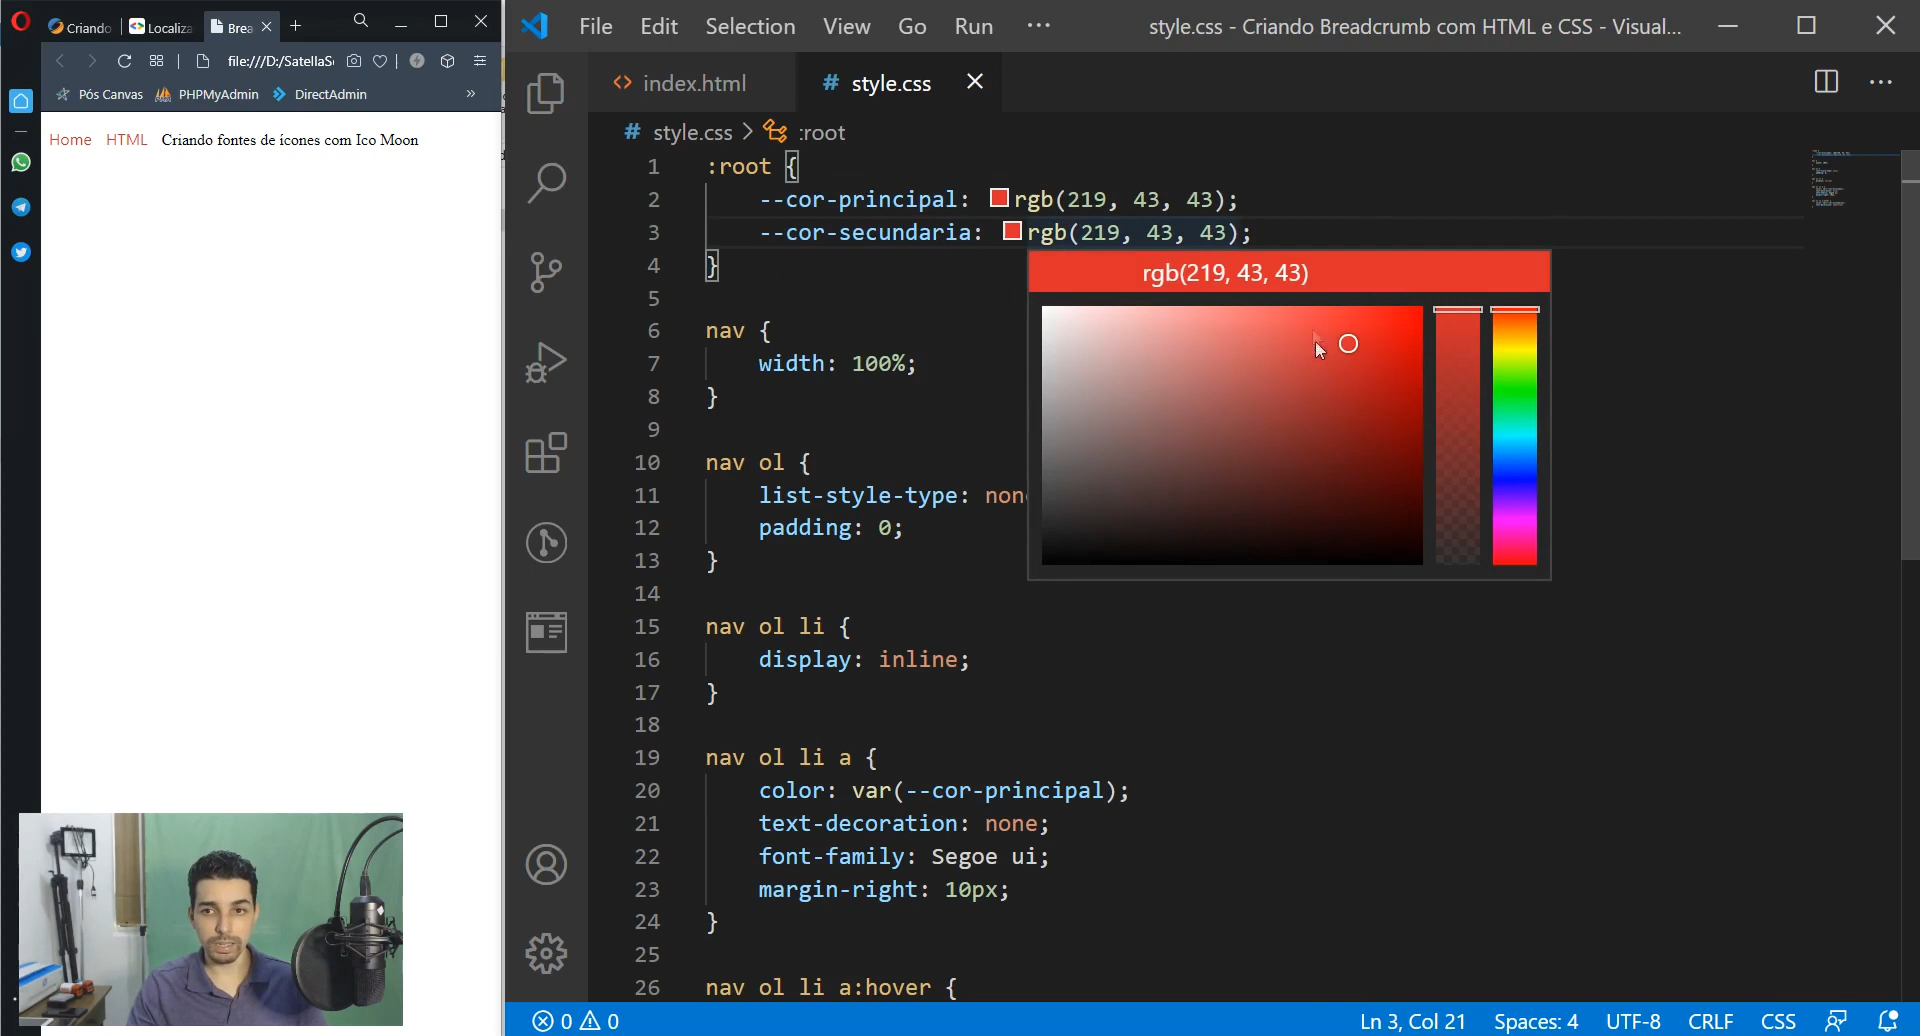 Criando
Localiza
Brea
file:///D:/SatellaS
Pós Canvas
PHPMyAdmin
DirectAdmin
»
Home HTML Criando fontes de ícones com Ico Moon
File Edit Selection View Go Run ···
style.css - Criando Breadcrumb com HTML e CSS - Visual...
index.html
# style.css
# style.css > :root
1 :root {
2 --cor-principal: rgb(219, 43, 43);
3 --cor-secundaria: rgb(219, 43, 43);
4 }
5
6 nav {
7 width: 100%;
8 }
9
10 nav ol {
11 list-style-type: non
12 padding: 0;
13 }
14
15 nav ol li {
16 display: inline;
17 }
18
19 nav ol li a {
20 color: var(--cor-principal);
21 text-decoration: none;
22 font-family: Segoe ui;
23 margin-right: 10px;
24 }
25
26 nav ol li a:hover {
rgb(219, 43, 43)
0 0
Ln 3, Col 21 Spaces: 4 UTF-8 CRLF CSS